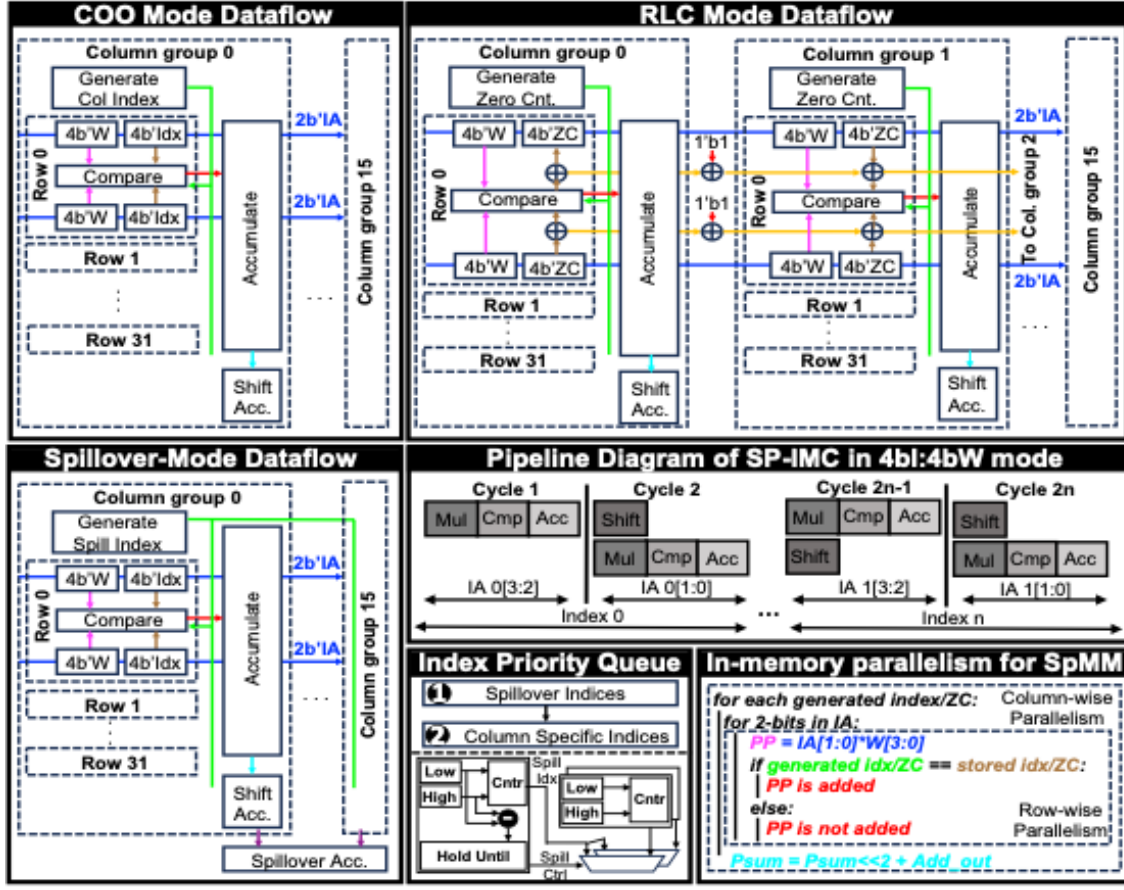 COO Mode Dataflow
Column group 0
Generate
Col Index
2b'IA
4b'W
4b'Idx
Row 0
Compare
2b'IA
4b'W
4b'Idx
Row 1
Row 31
Accumulate
. . .
Column group 15
Shift
Acc.
RLC Mode Dataflow
Column group 0
Generate
Zero Cnt.
4b'W
4b'ZC
Row 0
Compare
4b'W
4b'ZC
Row 1
Row 31
Accumulate
Shift
Acc.
1'b1
1'b1
Column group 1
Generate
Zero Cnt.
4b'W
4b'ZC
Row 0
Compare
4b'W
4b'ZC
Row 1
Row 31
Accumulate
Shift
Acc.
2b'IA
To Col. group 2
2b'IA
. . .
Column group 15
Spillover-Mode Dataflow
Column group 0
Generate
Spill Index
2b'IA
4b'W
4b'Idx
Row 0
Compare
2b'IA
4b'W
4b'Idx
Row 1
Row 31
Accumulate
. . .
Column group 15
Shift
Acc.
Spillover Acc.
Pipeline Diagram of SP-IMC in 4bI:4bW mode
Cycle 1 Cycle 2 Cycle 2n-1 Cycle 2n
Mul Cmp Acc Shift Mul Cmp Acc Shift
Mul Cmp Acc Shift Mul Cmp Acc
IA 0[3:2] IA 0[1:0] IA 1[3:2] IA 1[1:0]
Index 0 ... Index n
Index Priority Queue
1 Spillover Indices
2 Column Specific Indices
Low
High
Cntr
Spill
Idx
Low
High
Cntr
Hold Until
Spill
Ctrl
In-memory parallelism for SpMM
for each generated index/ZC: Column-wise
for 2-bits in IA: Parallelism
PP = IA[1:0]*W[3:0]
if generated idx/ZC == stored idx/ZC:
PP is added
else: Row-wise
PP is not added Parallelism
Psum = Psum<<2 + Add_out